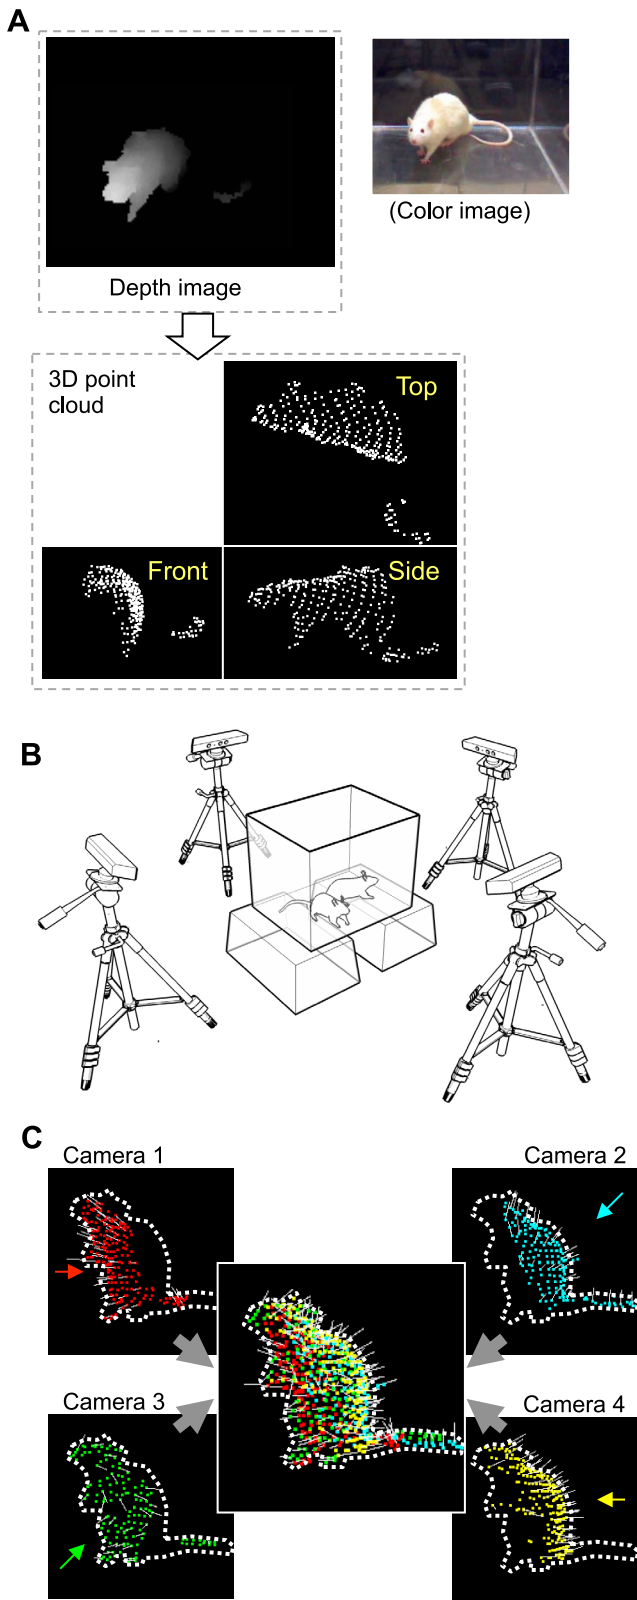 A
(Color image)
Depth image
3D point
cloud
Top
Front
Side
B
C
Camera 1
Camera 2
Camera 3
Camera 4